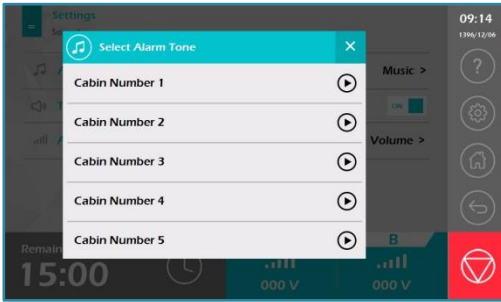 Settings
09:14
1396/12/06
Select Alarm Tone
Cabin Number 1
Music >
Cabin Number 2
ON
Cabin Number 3
Volume >
Cabin Number 4
Cabin Number 5
B
15:00
000 V
000 V